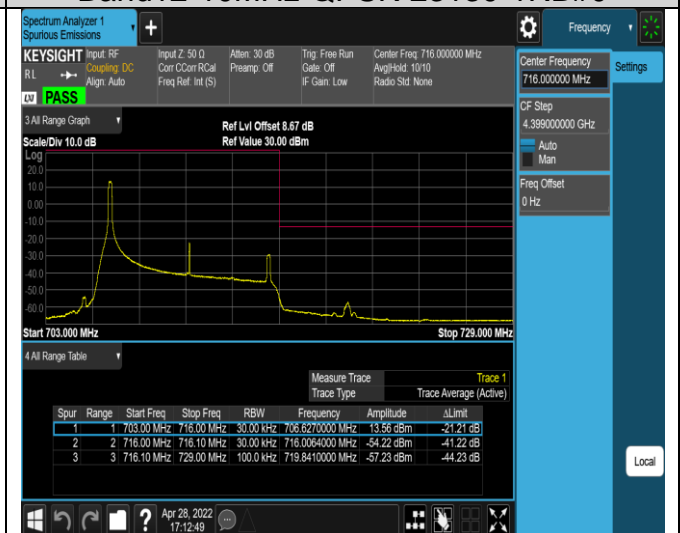 Spectrum Analyzer 1
Spurious Emissions
+
Frequency
KEYSIGHT
RL
Input: RF
Coupling: DC
Align: Auto
Input Z: 50 Ω
Corr CCorr RCal
Freq Ref: Int (S)
Atten: 30 dB
Preamp: Off
Trig: Free Run
Gate: Off
IF Gain: Low
Center Freq: 716.000000 MHz
Avg|Hold: 10/10
Radio Std: None
LXI PASS
Center Frequency
716.000000 MHz
Settings
CF Step
4.399000000 GHz
Auto
Man
Freq Offset
0 Hz
3 All Range Graph
Scale/Div 10.0 dB
Ref Lvl Offset 8.67 dB
Ref Value 30.00 dBm
Log
20.0
10.0
0.00
-10.0
-20.0
-30.0
-40.0
-50.0
-60.0
Start 703.000 MHz
Stop 729.000 MHz
4 All Range Table
Measure Trace Trace 1
Trace Type Trace Average (Active)
Spur Range Start Freq Stop Freq RBW Frequency Amplitude ΔLimit
1 1 703.00 MHz 716.00 MHz 30.00 kHz 706.6270000 MHz 13.56 dBm -21.21 dB
2 2 716.00 MHz 716.10 MHz 30.00 kHz 716.0064000 MHz -54.22 dBm -41.22 dB
3 3 716.10 MHz 729.00 MHz 100.0 kHz 719.8410000 MHz -57.23 dBm -44.23 dB
Local
?
Apr 28, 2022
17:12:49